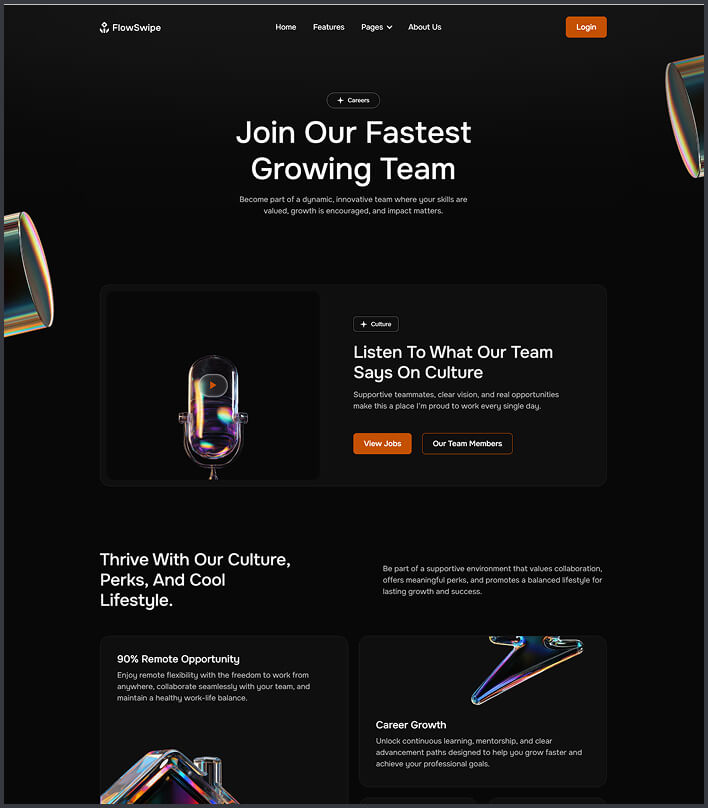 FlowSwipe
Home
Features
Pages
About Us
Login
Careers
Join Our Fastest
Growing Team
Become part of a dynamic, innovative team where your skills are
valued, growth is encouraged, and impact matters.
Culture
Listen To What Our Team
Says On Culture
Supportive teammates, clear vision, and real opportunities
make this a place I'm proud to work every single day.
View Jobs
Our Team Members
Thrive With Our Culture,
Perks, And Cool
Lifestyle.
Be part of a supportive environment that values collaboration,
offers meaningful perks, and promotes a balanced lifestyle for
lasting growth and success.
90% Remote Opportunity
Enjoy remote flexibility with the freedom to work from
anywhere, collaborate seamlessly with your team, and
maintain a healthy work-life balance.
Career Growth
Unlock continuous learning, mentorship, and clear
advancement paths designed to help you grow faster and
achieve your professional goals.